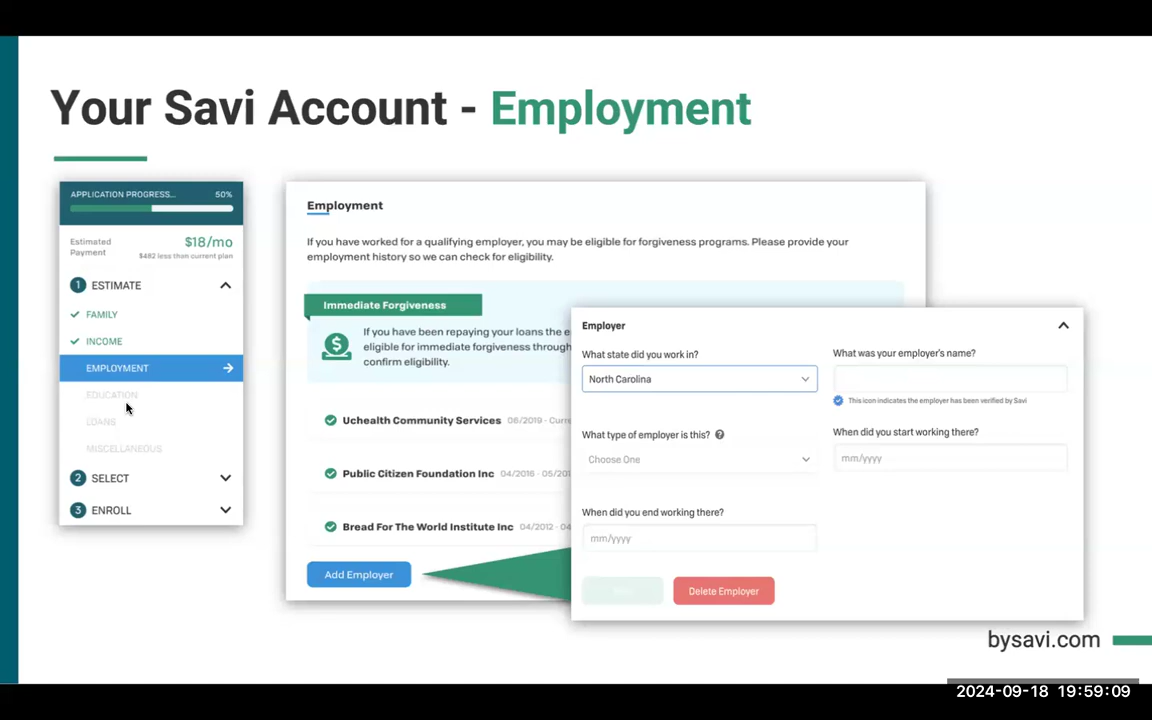 Your Savi Account - Employment
APPLICATION PROGRESS... 50%
Estimated Payment
$18/mo
$482 less than current plan
1 ESTIMATE
FAMILY
INCOME
EMPLOYMENT
EDUCATION
LOANS
MISCELLANEOUS
2 SELECT
3 ENROLL
Employment
If you have worked for a qualifying employer, you may be eligible for forgiveness programs. Please provide your
employment history so we can check for eligibility.
Immediate Forgiveness
If you have been repaying your loans the e
eligible for immediate forgiveness through
confirm eligibility.
Uchealth Community Services 06/2019 - Curre
Public Citizen Foundation Inc 04/2016 - 05/201
Bread For The World Institute Inc 04/2012 - 04
Add Employer
Employer
What state did you work in?
North Carolina
What was your employer's name?
This icon indicates the employer has been verified by Savi
What type of employer is this?
Choose One
When did you start working there?
mm/yyyy
When did you end working there?
mm/yyyy
Delete Employer
bysavi.com
2024-09-18 19:59:09